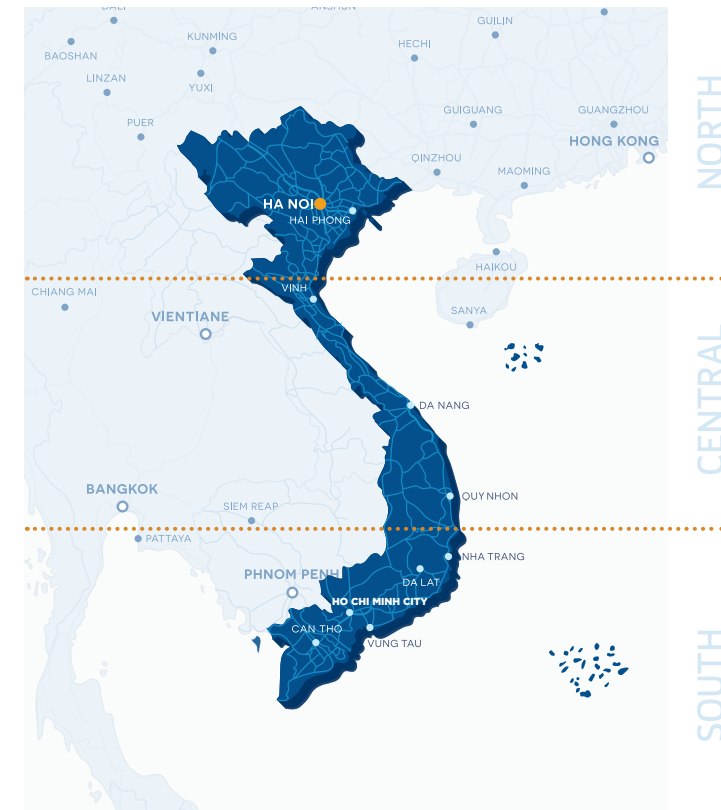 DALI
ANSHUN
GUILIN
KUNMING
HECHI
BAOSHAN
LINZAN
YUXI
GUIGUANG
GUANGZHOU
PUER
HONG KONG
QINZHOU
MAOMING
NORTH
HA NOI
HAI PHONG
HAIKOU
VINH
CHIANG MAI
SANYA
VIENTIANE
CENTRAL
DA NANG
BANGKOK
QUY NHON
SIEM REAP
PATTAYA
NHA TRANG
PHNOM PENH
DA LAT
HO CHI MINH CITY
CAN THO
VUNG TAU
SOUTH